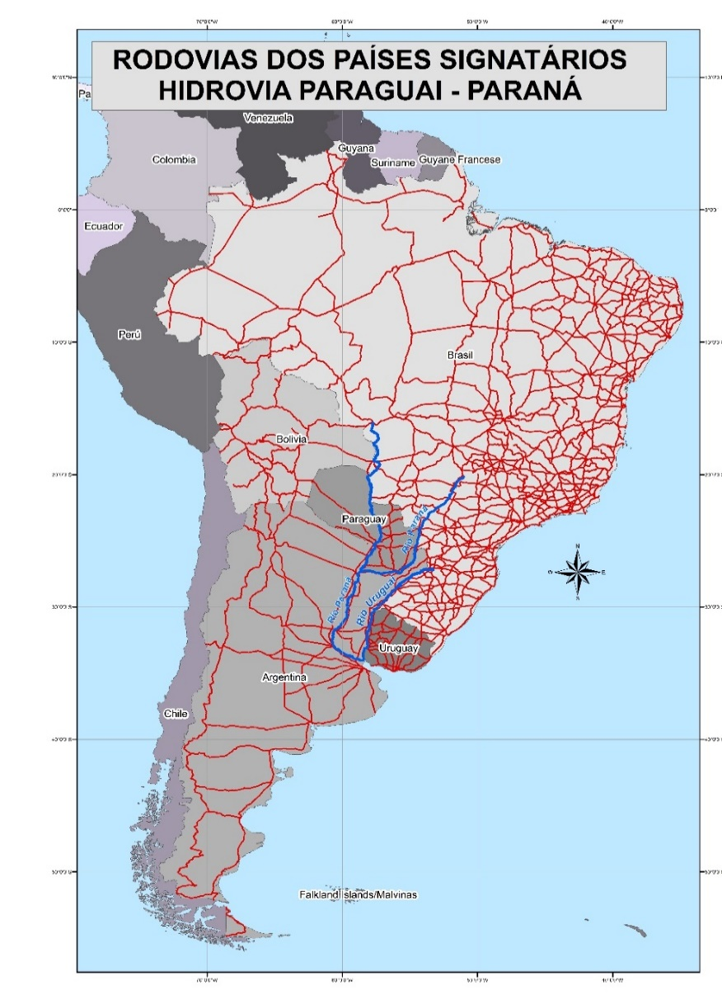 RODOVIAS DOS PAÍSES SIGNATÁRIOS
HIDROVIA PARAGUAI - PARANÁ
Pa
Venezuela
Guyana
Colombia
Suriname
Guyane Francese
Ecuador
Perú
Brasil
Bolivia
Paraguay
Rio Paraná
Rio Paraná
Rio Uruguai
Uruguay
Argentina
Chile
Falkland Islands/Malvinas
N
W
E